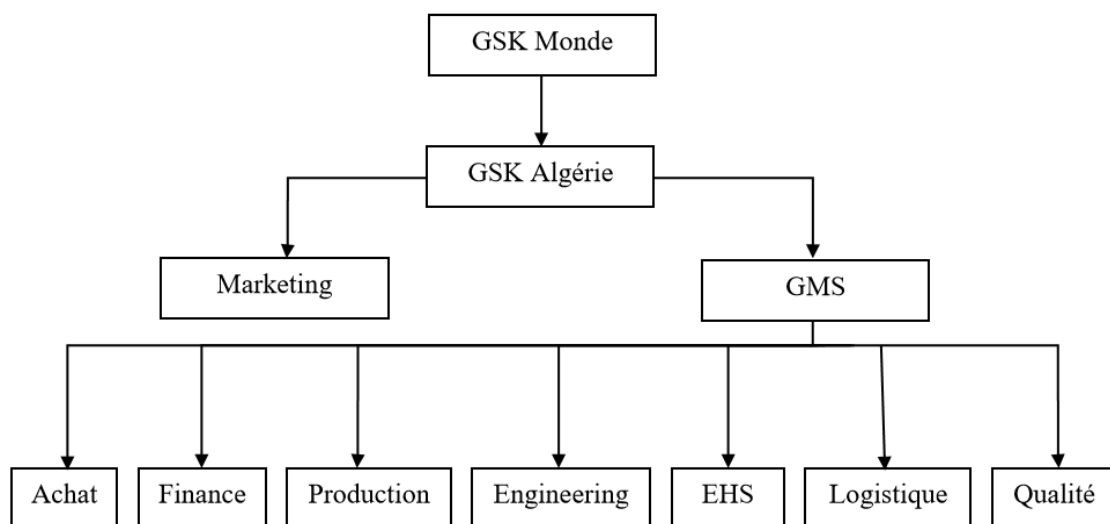 GSK Monde
GSK Algérie
Marketing
GMS
Achat
Finance
Production
Engineering
EHS
Logistique
Qualité